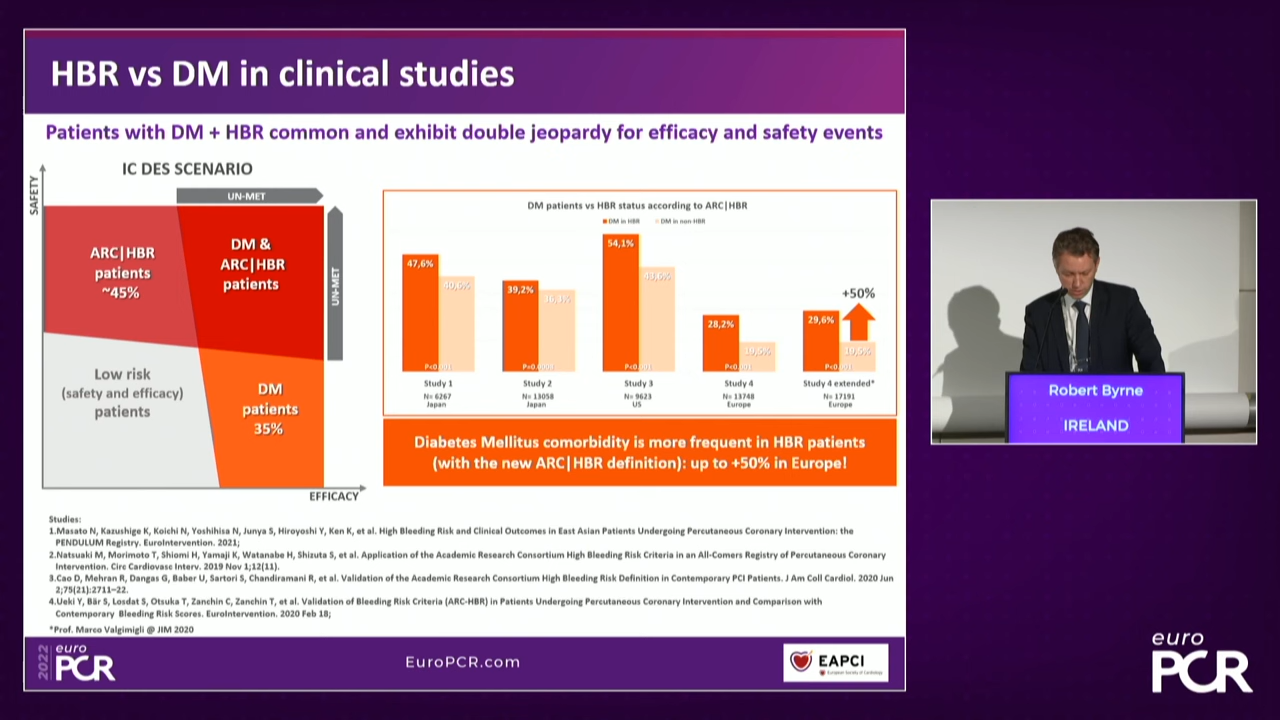 HBR vs DM in clinical studies
Patients with DM + HBR common and exhibit double jeopardy for efficacy and safety events
IC DES SCENARIO
UN-MET
SAFETY
ARC|HBR
patients
~45%
DM &
ARC|HBR
patients
UN-MET
Low risk
(safety and efficacy)
patients
DM
patients
35%
EFFICACY
DM patients vs HBR status according to ARC|HBR
DM in HBR DM in non-HBR
47,6%
39,2%
54,1%
28,2%
29,6%
+50%
Study 1
N= 6267
Japan
Study 2
N= 13058
Japan
Study 3
N= 9623
US
Study 4
N= 13748
Europe
Study 4 extended*
N= 17191
Europe
Diabetes Mellitus comorbidity is more frequent in HBR patients
(with the new ARC|HBR definition): up to +50% in Europe!
Studies:
1.Masato N, Kazushige K, Koichi N, Yoshihisa N, Junya S, Hiroyoshi Y, Ken K, et al. High Bleeding Risk and Clinical Outcomes in East Asian Patients Undergoing Percutaneous Coronary Intervention: the
PENDULUM Registry. EuroIntervention. 2021;
2.Natsuaki M, Morimoto T, Shiomi H, Yamaji K, Watanabe H, Shizuta S, et al. Application of the Academic Research Consortium High Bleeding Risk Criteria in an All-Comers Registry of Percutaneous Coronary
Intervention. Circ Cardiovasc Interv. 2019 Nov 1;12(11).
3.Cao D, Mehran R, Dangas G, Baber U, Sartori S, Chandiramani R, et al. Validation of the Academic Research Consortium High Bleeding Risk Definition in Contemporary PCI Patients. J Am Coll Cardiol. 2020 Jun
2;75(21):2711–22.
4.Ueki Y, Bär S, Losdat S, Otsuka T, Zanchin C, Zanchin T, et al. Validation of Bleeding Risk Criteria (ARC-HBR) in Patients Undergoing Percutaneous Coronary Intervention and Comparison with
Contemporary Bleeding Risk Scores. EuroIntervention. 2020 Feb 18;
*Prof. Marco Valgimigli @ JIM 2020
2022
euro
PCR
EuroPCR.com
EAPCI
European Society of Cardiology
Robert Byrne
IRELAND
euro
PCR